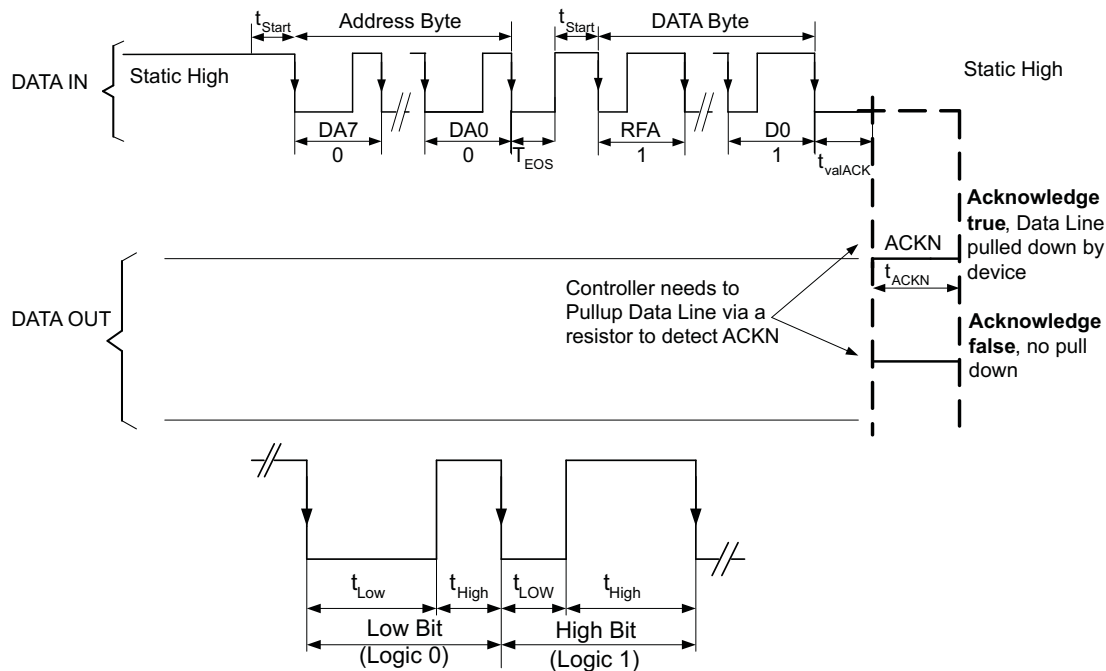 tStart Address Byte tStart DATA Byte
DATA IN
Static High
Static High
DA7 DA0 RFA D0
0 0 TEOS 1 1 tvalACK
Acknowledge
true, Data Line
pulled down by
device
ACKN
tACKN
Controller needs to
Pullup Data Line via a
resistor to detect ACKN
DATA OUT
Acknowledge
false, no pull
down
tLow tHigh tLOW tHigh
Low Bit High Bit
(Logic 0) (Logic 1)